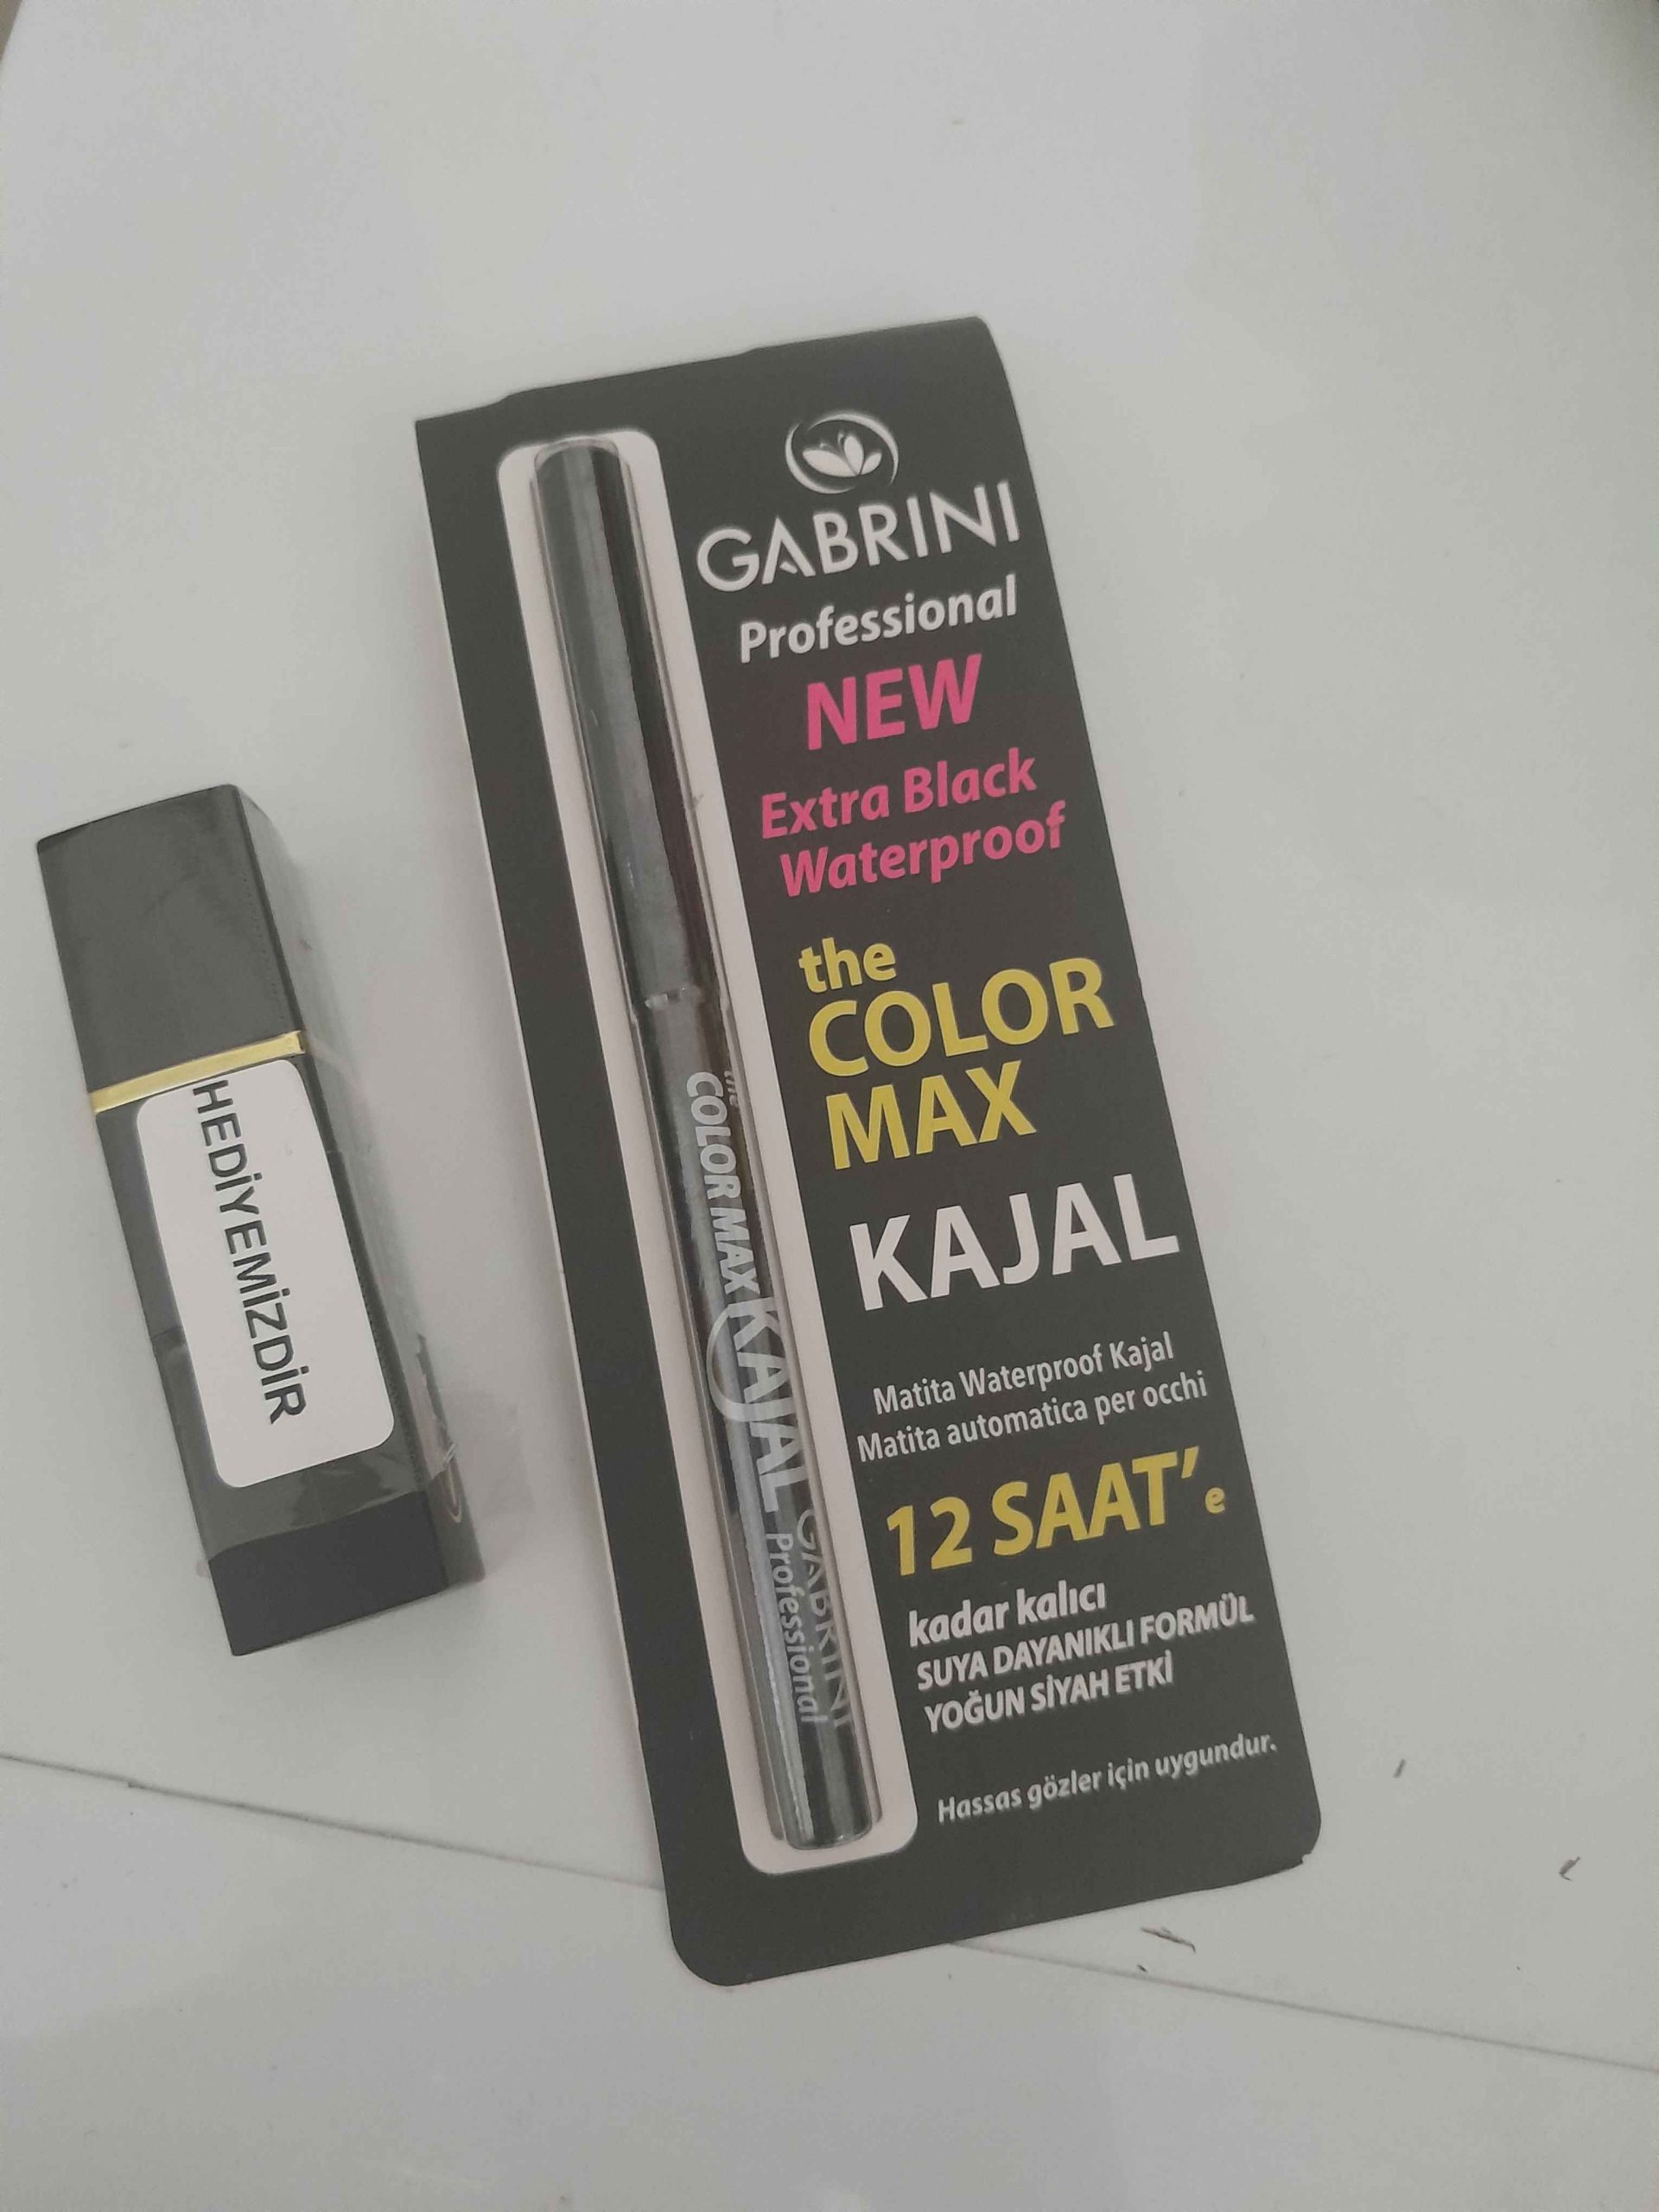 GABRINI
Professional
NEW
Extra Black
Waterproof
the
COLOR
MAX
KAJAL
Matita Waterproof Kajal
Matita automatica per occhi
12 SAAT'e
kadar kalıcı
SUYA DAYANIKLI FORMÜL
YOĞUN SİYAH ETKİ
Hassas gözler için uygundur.
the
COLOR MAX KAJAL
GABRINI
Professional
HEDİYEMİZDİR